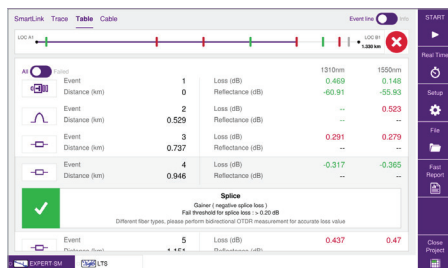 SmartLink Trace Table Cable
Event line Info
START
LOC A1
LOC B1
1.330 km
Real Time
All Failed
1310nm 1550nm
Event 1 Loss (dB) 0.469 0.148
Distance (km) 0 Reflectance (dB) -60.91 -55.93
Setup
Event 2 Loss (dB) -- 0.523
Distance (km) 0.529 Reflectance (dB) -- --
File
Event 3 Loss (dB) 0.291 0.279
Distance (km) 0.737 Reflectance (dB) -- --
Fast
Report
Event 4 Loss (dB) -0.317 -0.365
Distance (km) 0.946 Reflectance (dB) -- --
Splice
Gainer ( negative splice loss )
Fail threshold for splice loss : > 0.20 dB
Different fiber types, please perform bidirectional OTDR measurement for accurate loss value
Event 5 Loss (dB) 0.437 0.47
Close
Project
EXPERT-SM LTS